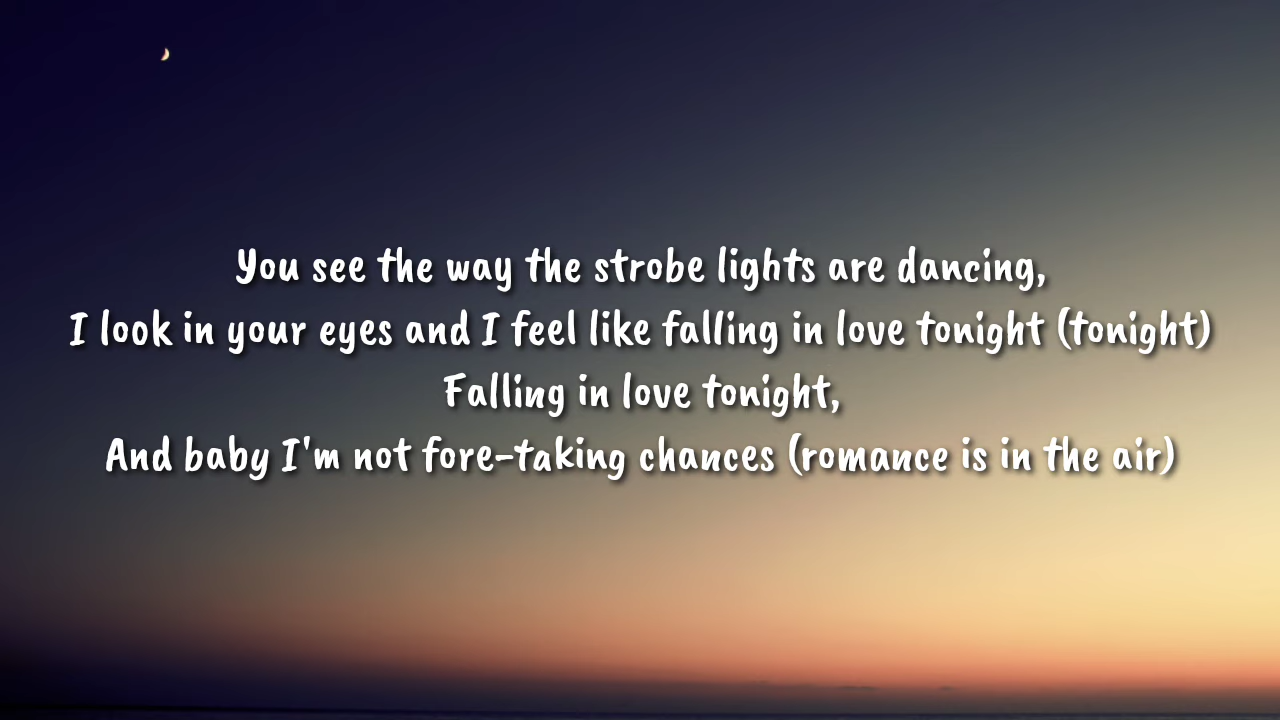 You see the way the strobe lights are dancing,
I look in your eyes and I feel like falling in love tonight (tonight)
Falling in love tonight,
And baby I'm not fore-taking chances (romance is in the air)